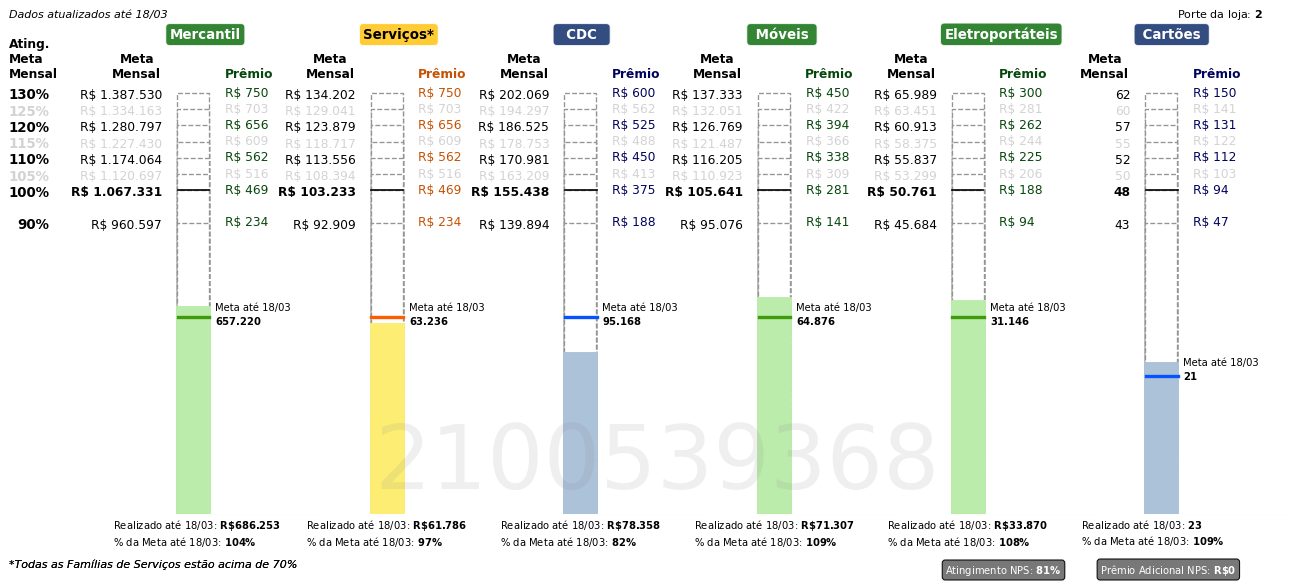 Dados atualizados até 18/03 Porte da loja: 2
Mercantil Serviços* CDC Móveis Eletroportáteis Cartões
Ating.
Meta Meta Meta Meta Meta Meta Meta
Mensal Mensal Prêmio Mensal Prêmio Mensal Prêmio Mensal Prêmio Mensal Prêmio Mensal Prêmio
130% R$ 1.387.530 R$ 750 R$ 134.202 R$ 750 R$ 202.069 R$ 600 R$ 137.333 R$ 450 R$ 65.989 R$ 300 62 R$ 150
125% R$ 1.334.163 R$ 703 R$ 129.041 R$ 703 R$ 194.297 R$ 562 R$ 132.051 R$ 422 R$ 63.451 R$ 281 60 R$ 141
120% R$ 1.280.797 R$ 656 R$ 123.879 R$ 656 R$ 186.525 R$ 525 R$ 126.769 R$ 394 R$ 60.913 R$ 262 57 R$ 131
115% R$ 1.227.430 R$ 609 R$ 118.717 R$ 609 R$ 178.753 R$ 488 R$ 121.487 R$ 366 R$ 58.375 R$ 244 55 R$ 122
110% R$ 1.174.064 R$ 562 R$ 113.556 R$ 562 R$ 170.981 R$ 450 R$ 116.205 R$ 338 R$ 55.837 R$ 225 52 R$ 112
105% R$ 1.120.697 R$ 516 R$ 108.394 R$ 516 R$ 163.209 R$ 413 R$ 110.923 R$ 309 R$ 53.299 R$ 206 50 R$ 103
100% R$ 1.067.331 R$ 469 R$ 103.233 R$ 469 R$ 155.438 R$ 375 R$ 105.641 R$ 281 R$ 50.761 R$ 188 48 R$ 94
90% R$ 960.597 R$ 234 R$ 92.909 R$ 234 R$ 139.894 R$ 188 R$ 95.076 R$ 141 R$ 45.684 R$ 94 43 R$ 47
Meta até 18/03 Meta até 18/03 Meta até 18/03 Meta até 18/03 Meta até 18/03
657.220 63.236 95.168 64.876 31.146
Meta até 18/03
21
2100539368
Realizado até 18/03: R$686.253 Realizado até 18/03: R$61.786 Realizado até 18/03: R$78.358 Realizado até 18/03: R$71.307 Realizado até 18/03: R$33.870 Realizado até 18/03: 23
% da Meta até 18/03: 104% % da Meta até 18/03: 97% % da Meta até 18/03: 82% % da Meta até 18/03: 109% % da Meta até 18/03: 108% % da Meta até 18/03: 109%
*Todas as Famílias de Serviços estão acima de 70% Atingimento NPS: 81% Prêmio Adicional NPS: R$0